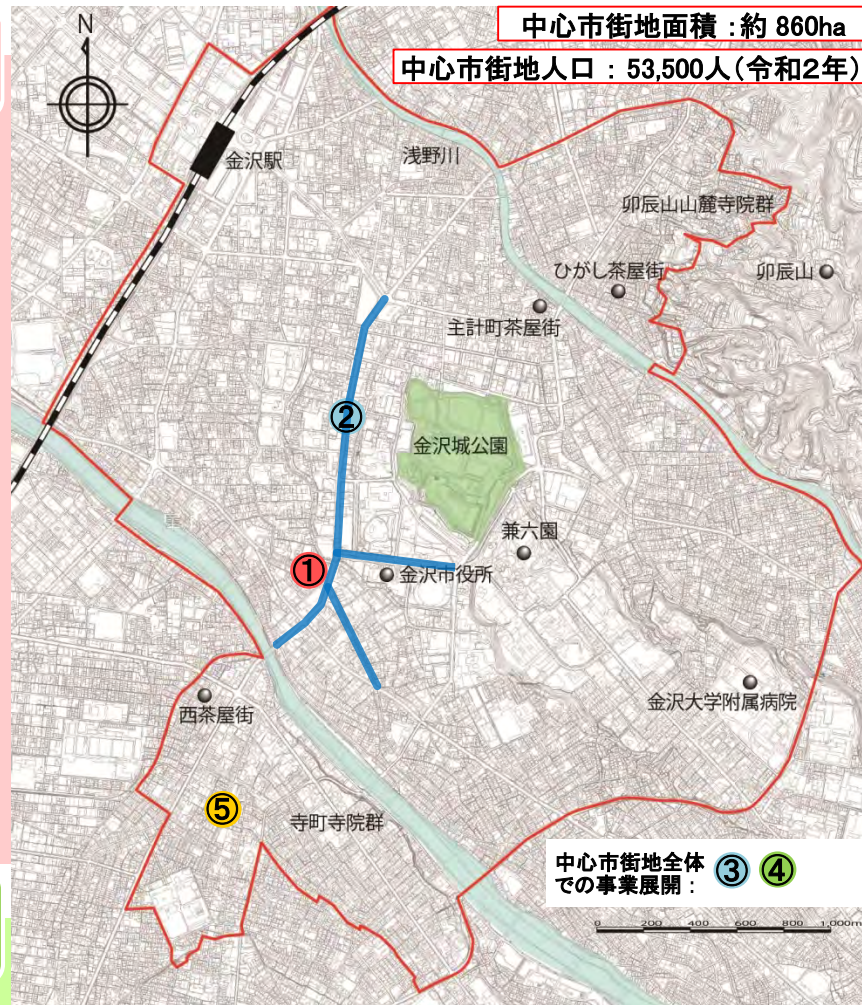 中心市街地面積：約 860ha
中心市街地人口：53,500人（令和２年）
N
金沢駅
浅野川
卯辰山山麓寺院群
ひがし茶屋街
卯辰山
主計町茶屋街
②
金沢城公園
兼六園
①
金沢市役所
西茶屋街
金沢大学附属病院
⑤
寺町寺院群
中心市街地全体
での事業展開：
③ ④
0 200 400 600 800 1,000m